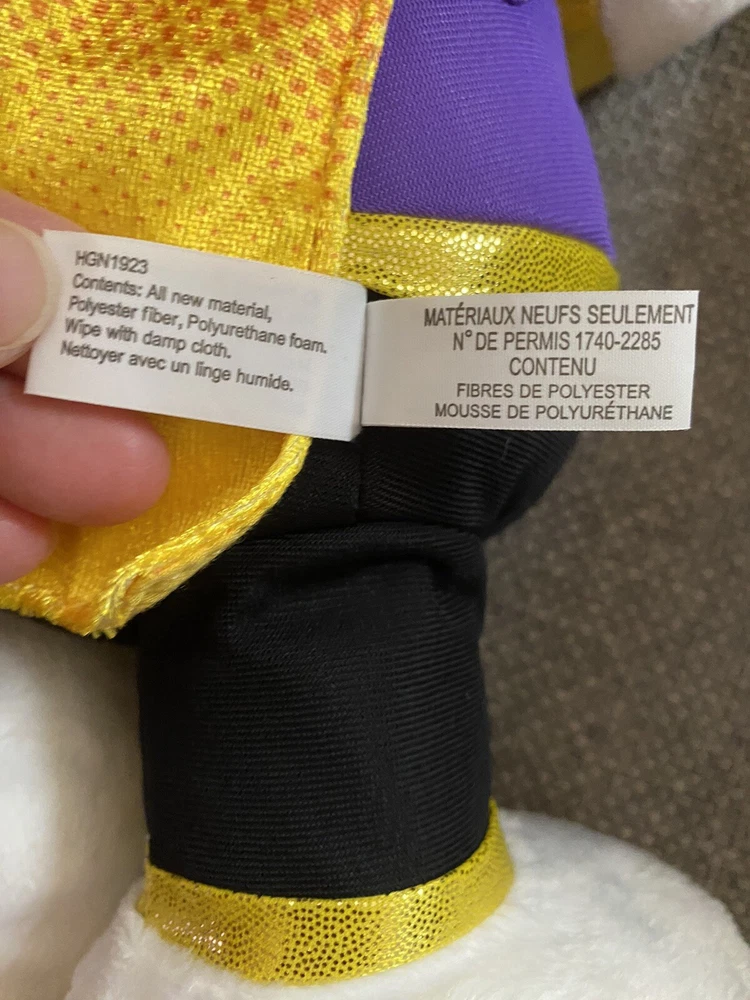 HGN1923
Contents: All new material,
Polyester fiber, Polyurethane foam.
Wipe with damp cloth.
Nettoyer avec un linge humide.
MATÉRIAUX NEUFS SEULEMENT
N° DE PERMIS 1740-2285
CONTENU
FIBRES DE POLYESTER
MOUSSE DE POLYURÉTHANE